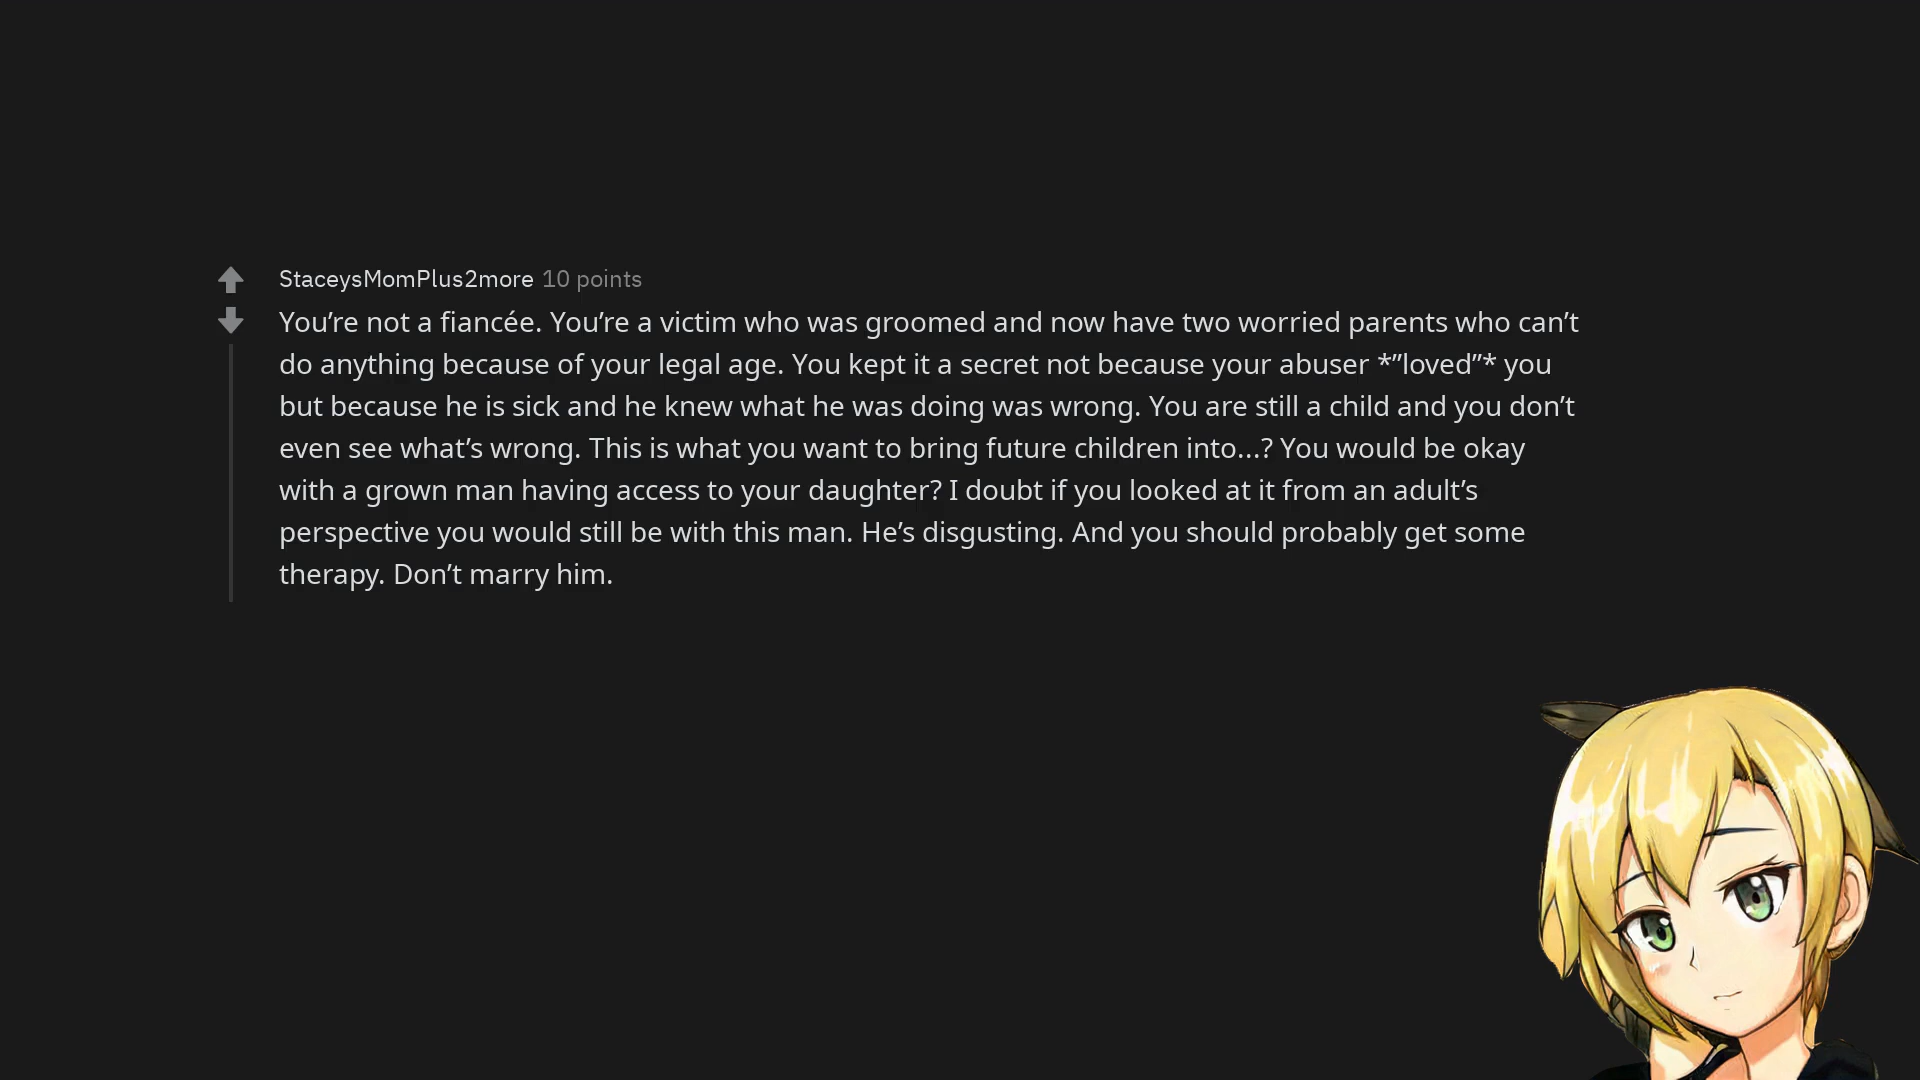 StaceysMomPlus2more 10 points
You’re not a fiancée. You’re a victim who was groomed and now have two worried parents who can’t
do anything because of your legal age. You kept it a secret not because your abuser *”loved”* you
but because he is sick and he knew what he was doing was wrong. You are still a child and you don’t
even see what’s wrong. This is what you want to bring future children into...? You would be okay
with a grown man having access to your daughter? I doubt if you looked at it from an adult’s
perspective you would still be with this man. He’s disgusting. And you should probably get some
therapy. Don’t marry him.